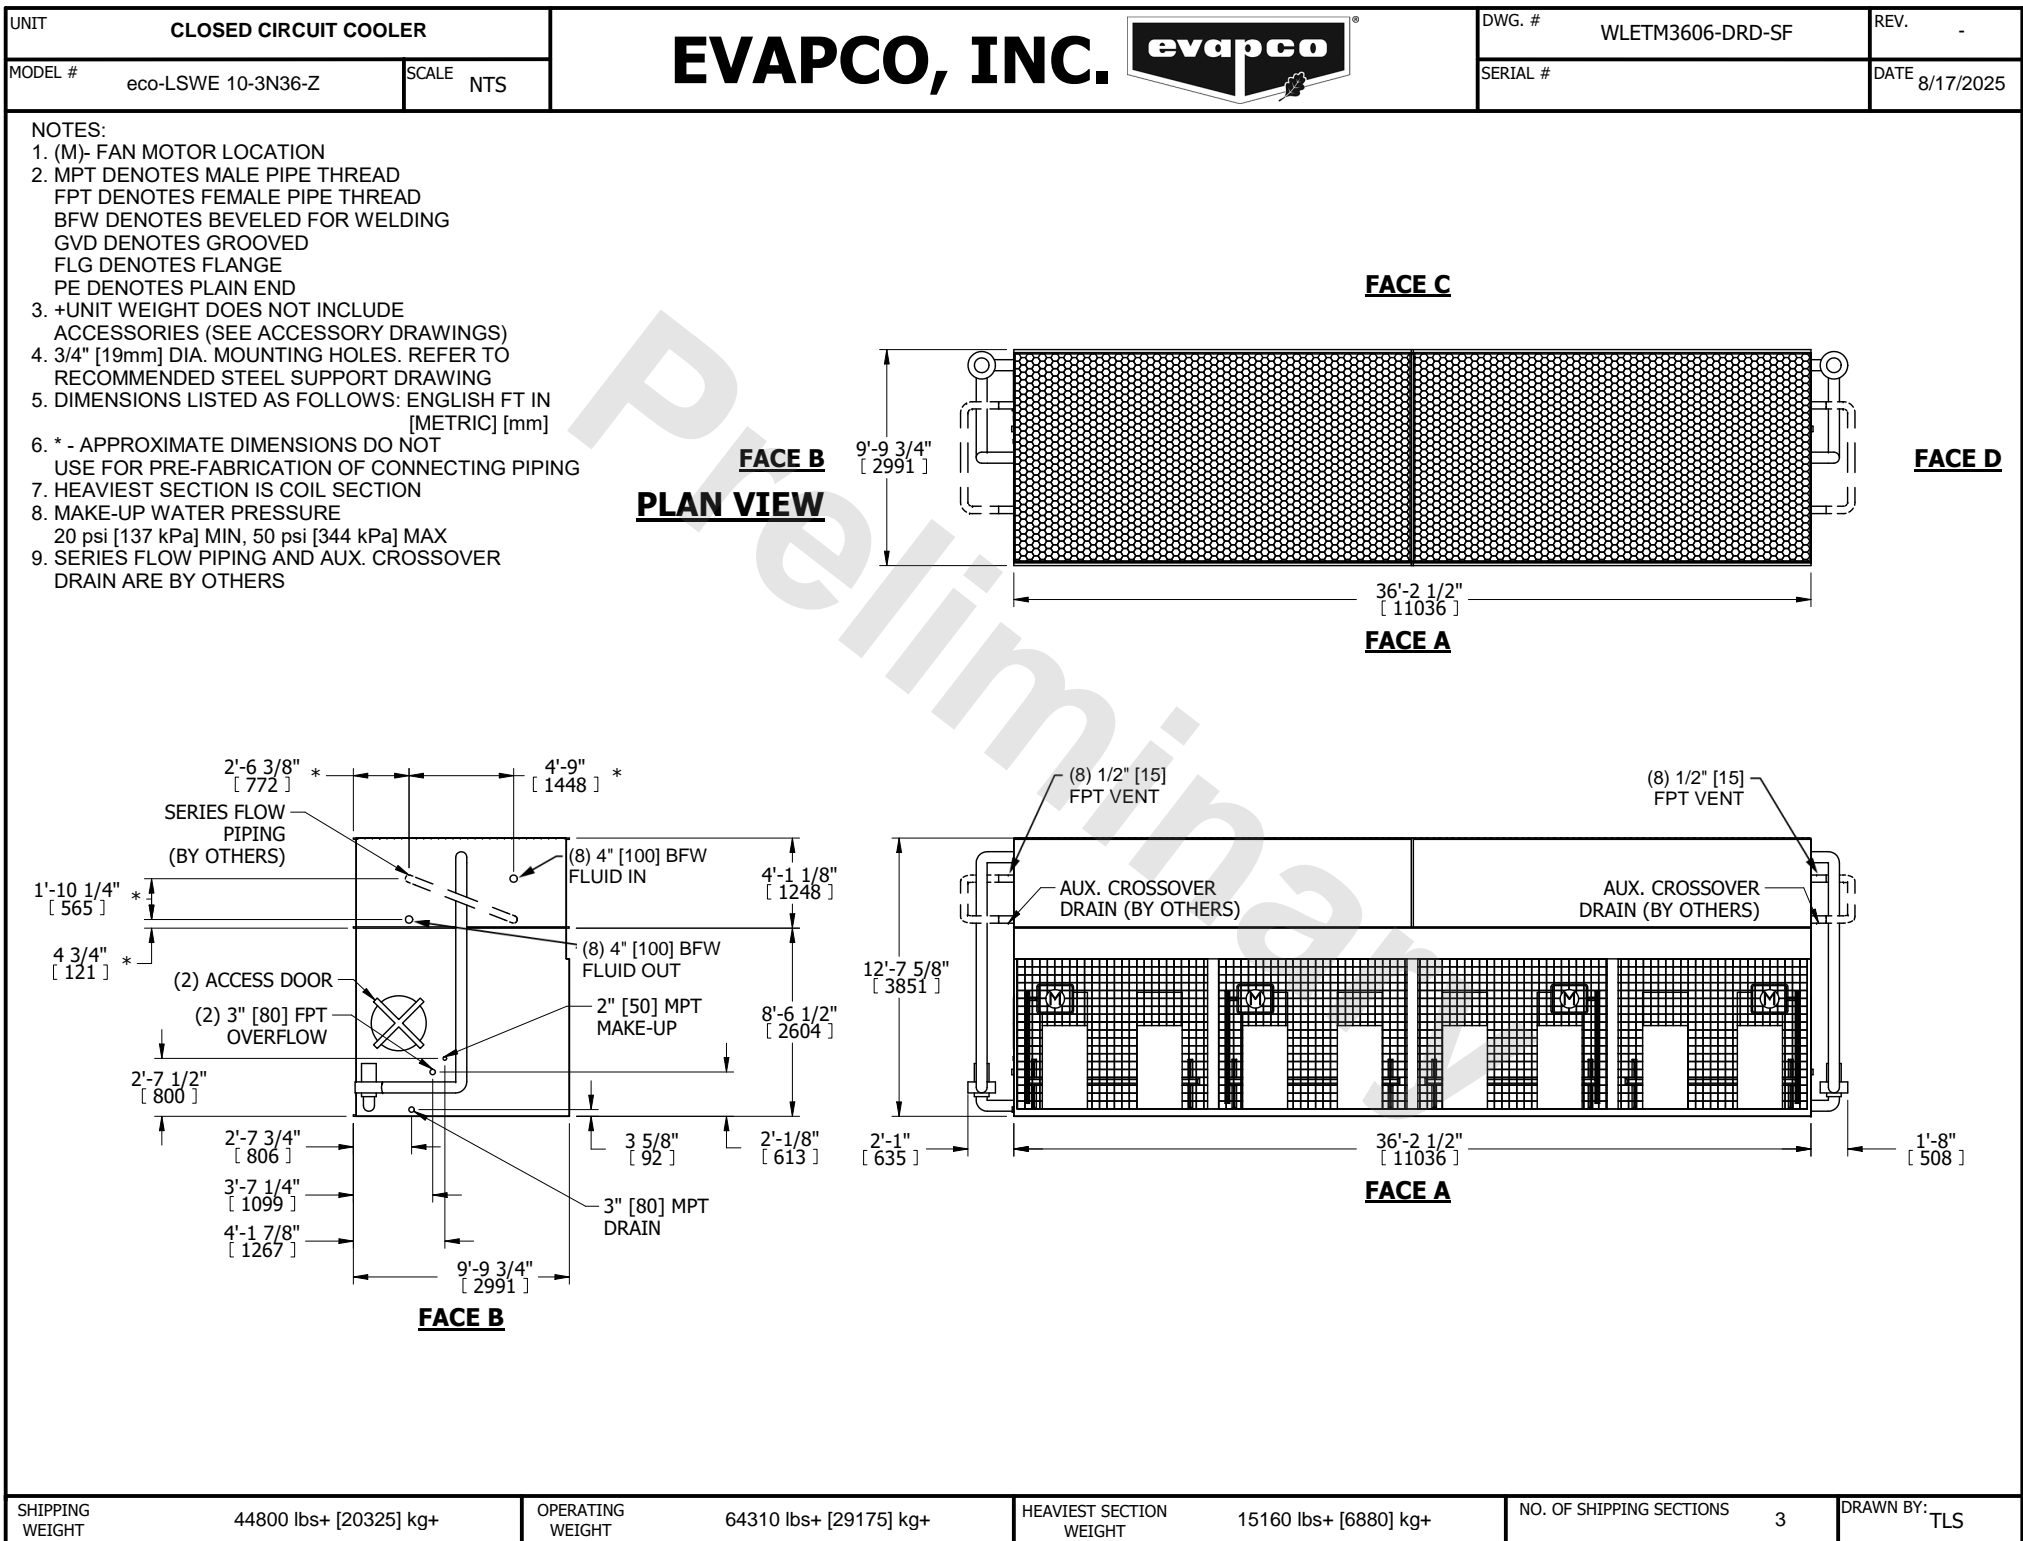 UNIT
CLOSED CIRCUIT COOLER
MODEL #
eco-LSWE 10-3N36-Z
SCALE
NTS
EVAPCO, INC.
evapco
®
DWG. #
WLETM3606-DRD-SF
REV.
-
SERIAL #
DATE
8/17/2025
NOTES:
1. (M)- FAN MOTOR LOCATION
2. MPT DENOTES MALE PIPE THREAD
FPT DENOTES FEMALE PIPE THREAD
BFW DENOTES BEVELED FOR WELDING
GVD DENOTES GROOVED
FLG DENOTES FLANGE
PE DENOTES PLAIN END
3. +UNIT WEIGHT DOES NOT INCLUDE
ACCESSORIES (SEE ACCESSORY DRAWINGS)
4. 3/4" [19mm] DIA. MOUNTING HOLES. REFER TO
RECOMMENDED STEEL SUPPORT DRAWING
5. DIMENSIONS LISTED AS FOLLOWS: ENGLISH FT IN
[METRIC] [mm]
6. * - APPROXIMATE DIMENSIONS DO NOT
USE FOR PRE-FABRICATION OF CONNECTING PIPING
7. HEAVIEST SECTION IS COIL SECTION
8. MAKE-UP WATER PRESSURE
20 psi [137 kPa] MIN, 50 psi [344 kPa] MAX
9. SERIES FLOW PIPING AND AUX. CROSSOVER
DRAIN ARE BY OTHERS
Preliminary
FACE C
FACE B
PLAN VIEW
9'-9 3/4"
[ 2991 ]
FACE D
36'-2 1/2"
[ 11036 ]
FACE A
2'-6 3/8" *
[ 772 ]
4'-9" *
[ 1448 ]
SERIES FLOW
PIPING
(BY OTHERS)
(8) 4" [100] BFW
FLUID IN
1'-10 1/4" *
[ 565 ]
4'-1 1/8"
[ 1248 ]
4 3/4" *
[ 121 ]
(8) 4" [100] BFW
FLUID OUT
(2) ACCESS DOOR
(2) 3" [80] FPT
OVERFLOW
2" [50] MPT
MAKE-UP
8'-6 1/2"
[ 2604 ]
2'-7 1/2"
[ 800 ]
2'-7 3/4"
[ 806 ]
3 5/8"
[ 92 ]
2'-1/8"
[ 613 ]
3'-7 1/4"
[ 1099 ]
3" [80] MPT
DRAIN
4'-1 7/8"
[ 1267 ]
9'-9 3/4"
[ 2991 ]
FACE B
(8) 1/2" [15]
FPT VENT
(8) 1/2" [15]
FPT VENT
AUX. CROSSOVER
DRAIN (BY OTHERS)
AUX. CROSSOVER
DRAIN (BY OTHERS)
12'-7 5/8"
[ 3851 ]
M
M
M
M
2'-1"
[ 635 ]
36'-2 1/2"
[ 11036 ]
1'-8"
[ 508 ]
FACE A
SHIPPING
WEIGHT
44800 lbs+ [20325] kg+
OPERATING
WEIGHT
64310 lbs+ [29175] kg+
HEAVIEST SECTION
WEIGHT
15160 lbs+ [6880] kg+
NO. OF SHIPPING SECTIONS
3
DRAWN BY:
TLS